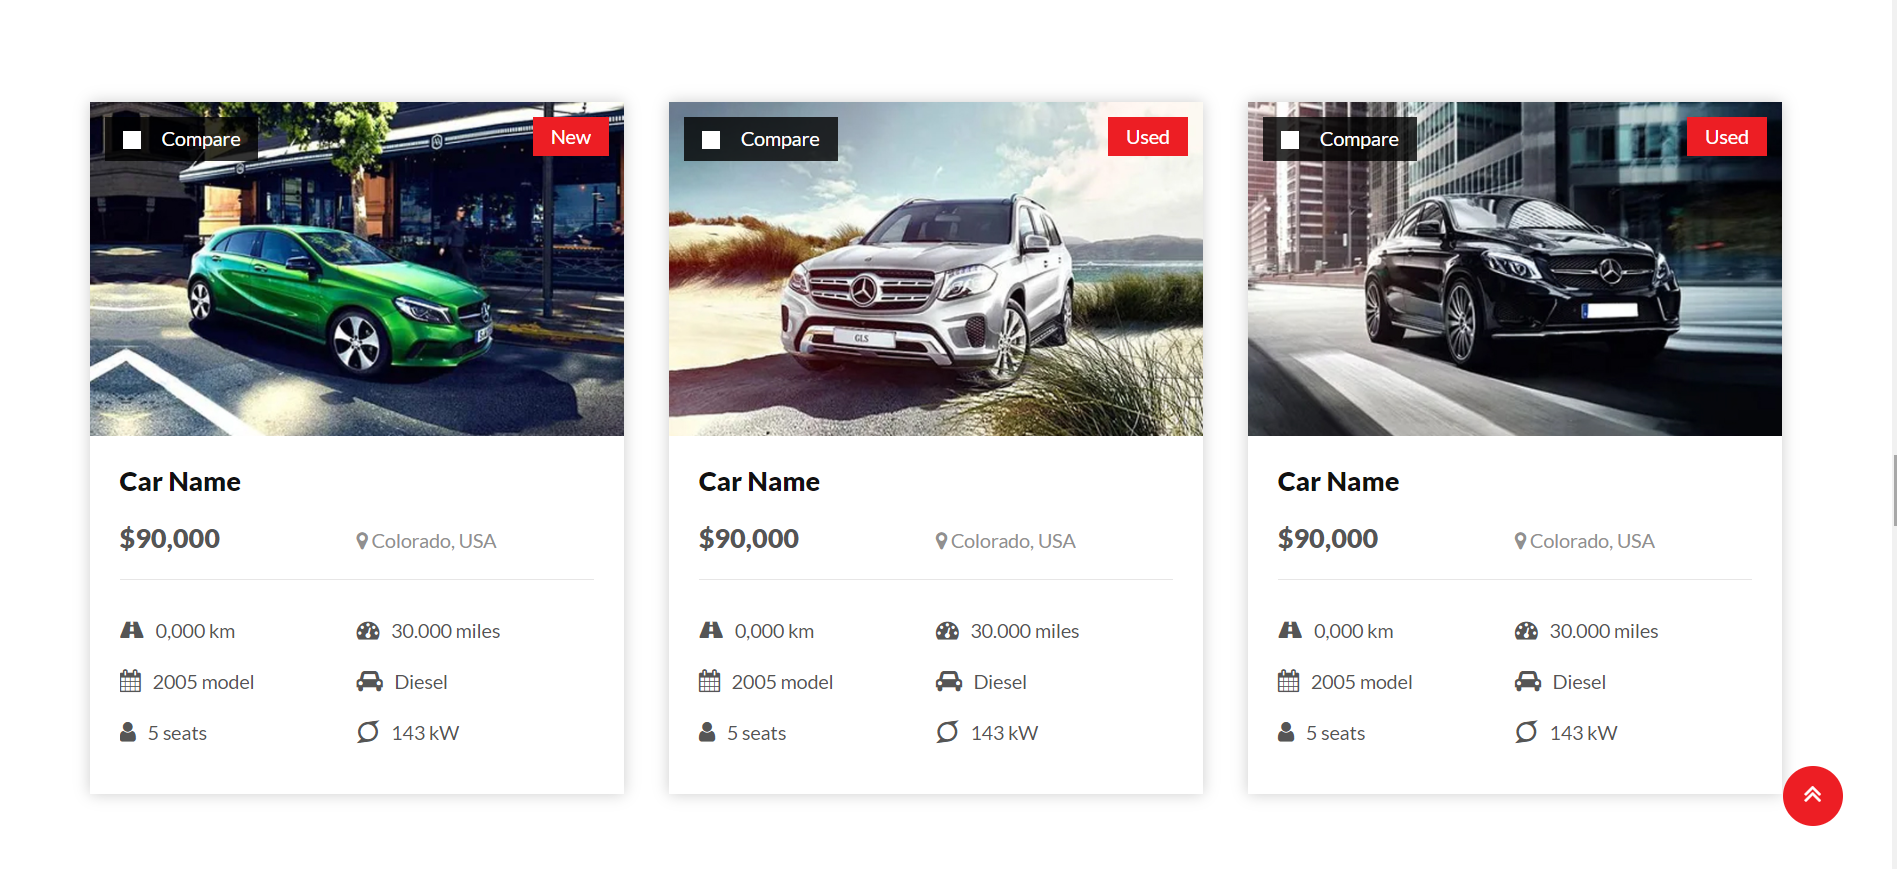 Compare
New
Compare
Used
Compare
Used
GLS
Car Name
$90,000
Colorado, USA
0,000 km
30.000 miles
2005 model
Diesel
5 seats
143 kW
Car Name
$90,000
Colorado, USA
0,000 km
30.000 miles
2005 model
Diesel
5 seats
143 kW
Car Name
$90,000
Colorado, USA
0,000 km
30.000 miles
2005 model
Diesel
5 seats
143 kW